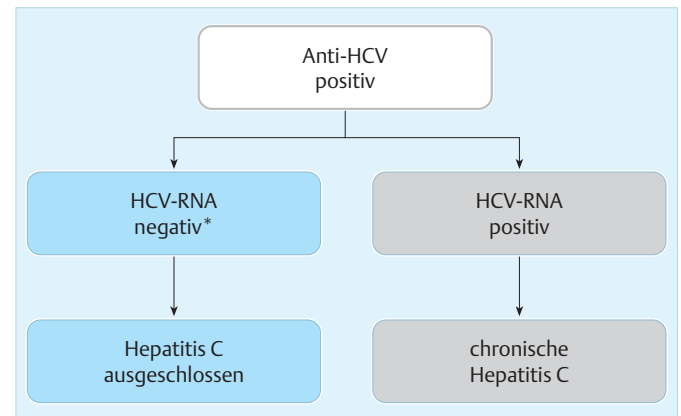 Anti-HCV
positiv
HCV-RNA
negativ*
HCV-RNA
positiv
Hepatitis C
ausgeschlossen
chronische
Hepatitis C